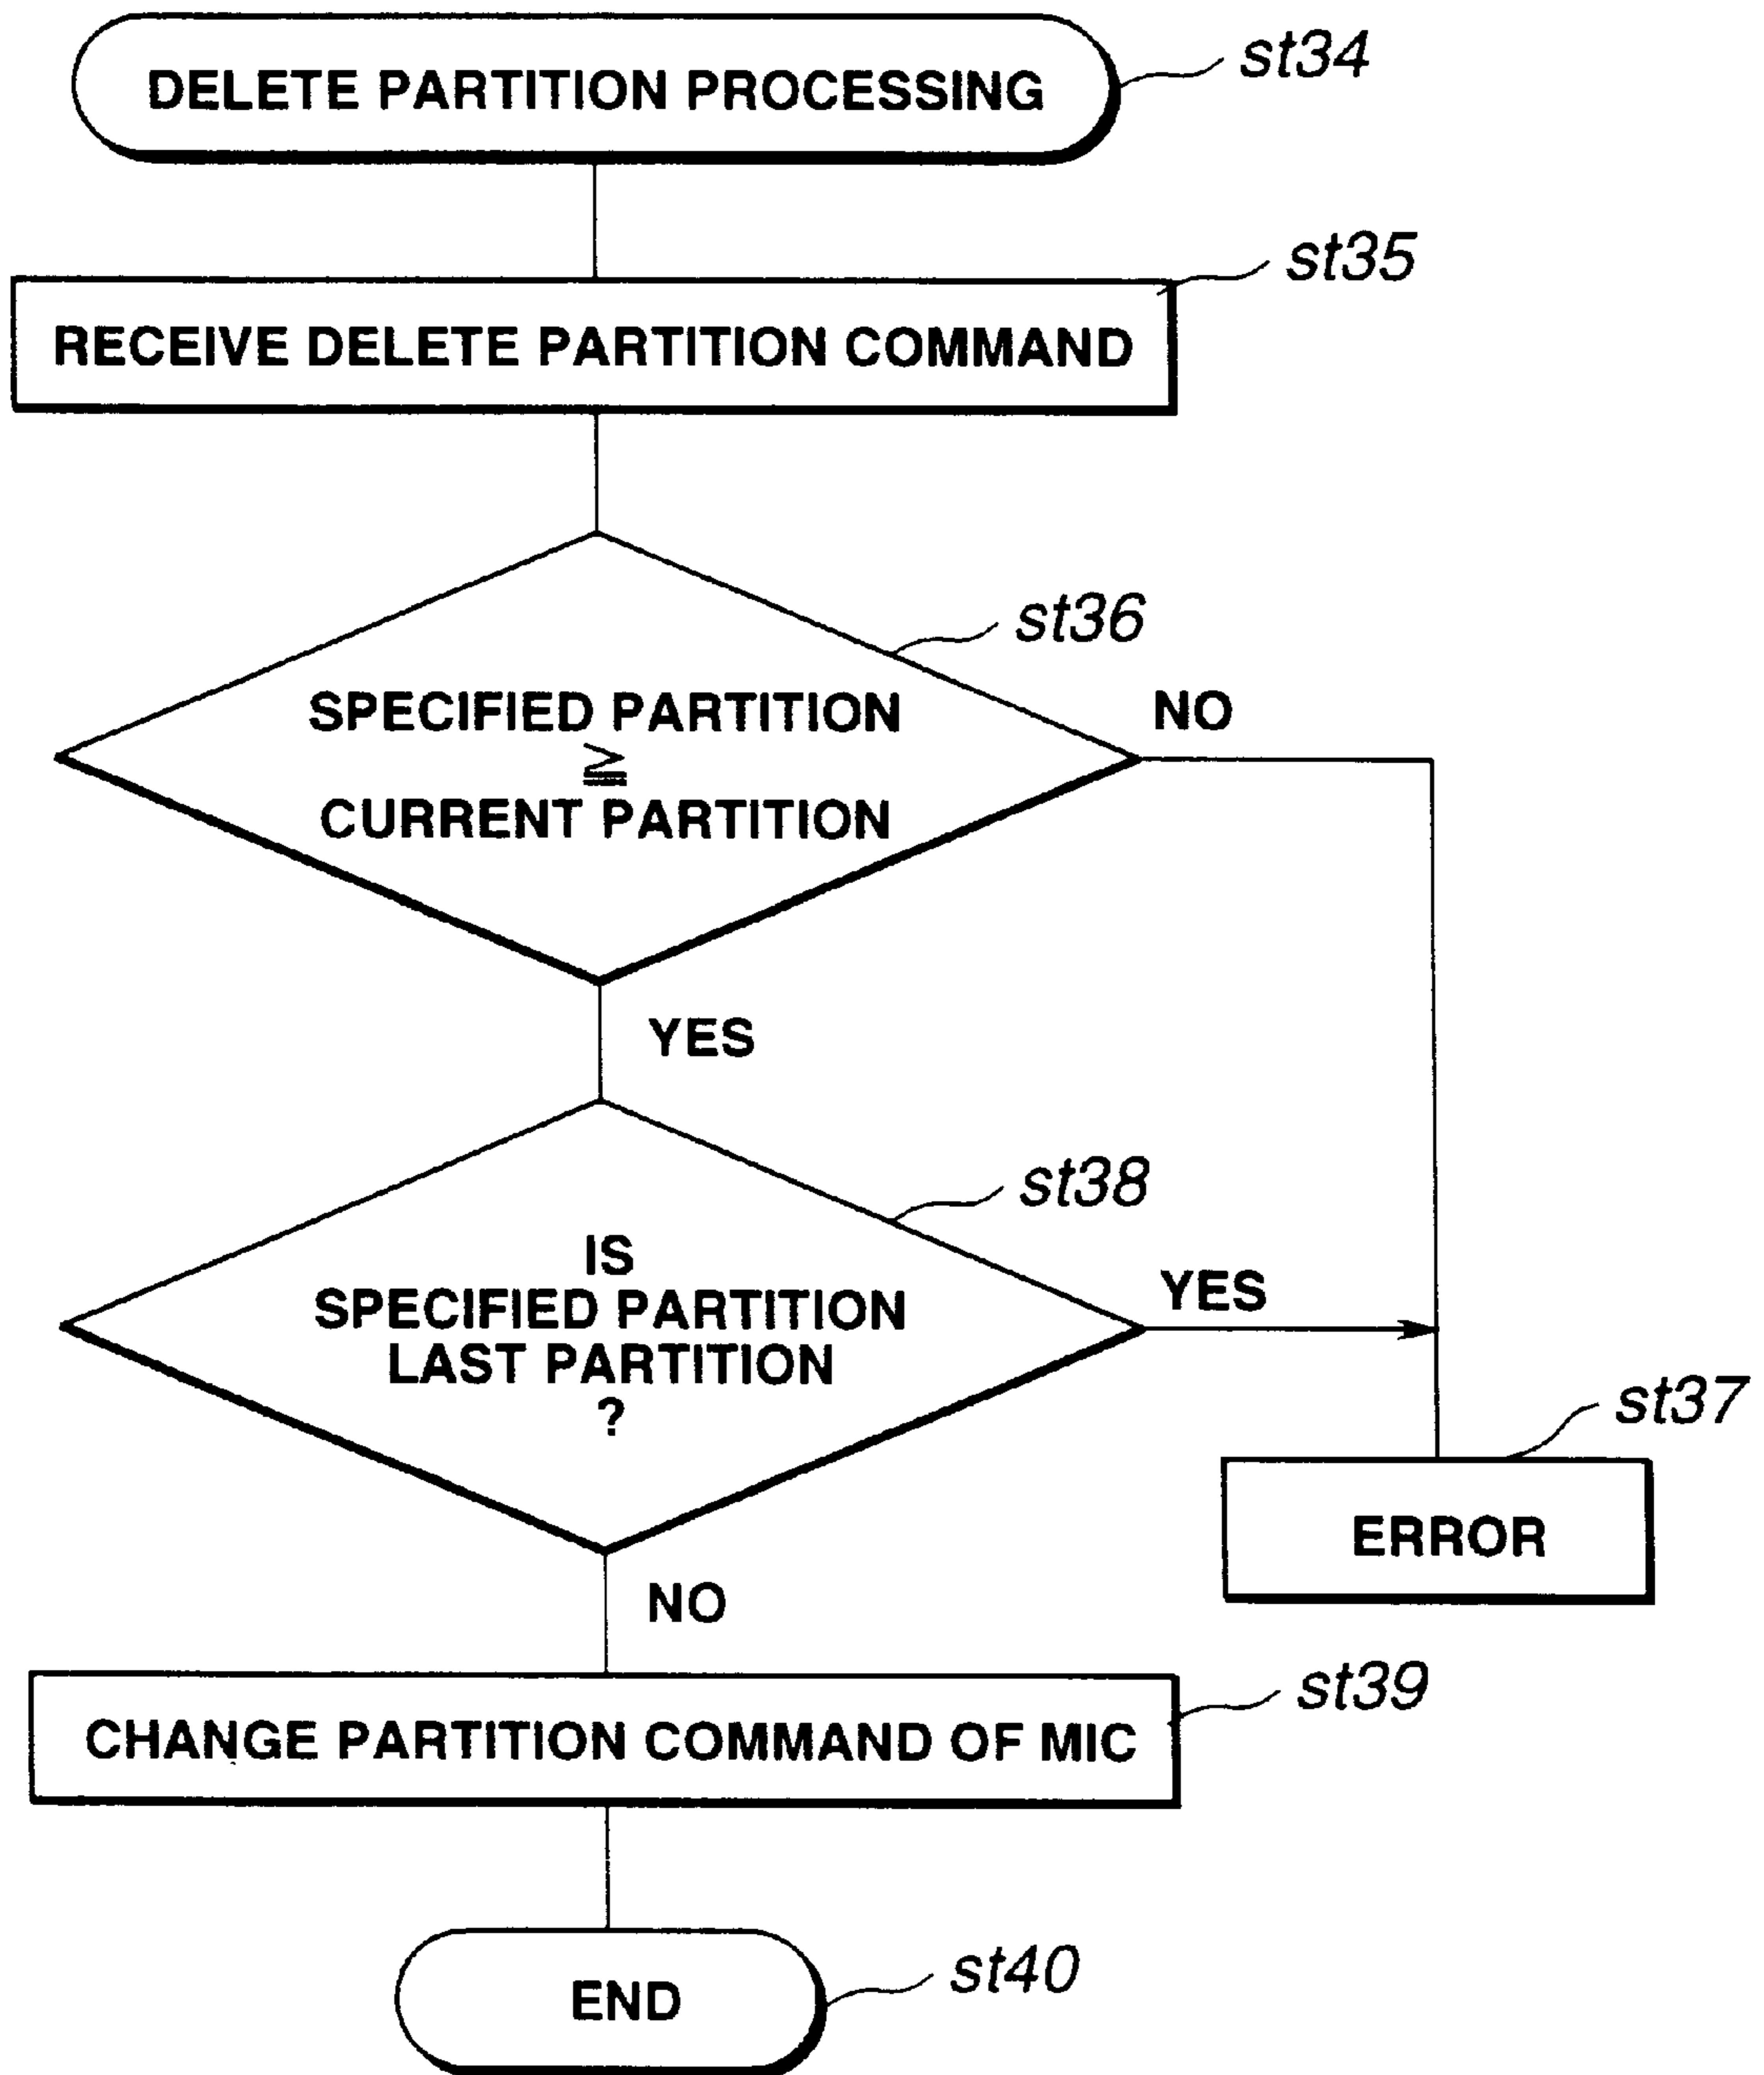 DELETE PARTITION PROCESSING
st34
RECEIVE DELETE PARTITION COMMAND
st35
st36
SPECIFIED PARTITION
≧
CURRENT PARTITION
NO
YES
st38
IS
SPECIFIED PARTITION
LAST PARTITION
?
YES
st37
ERROR
NO
CHANGE PARTITION COMMAND OF MIC
st39
END
st40